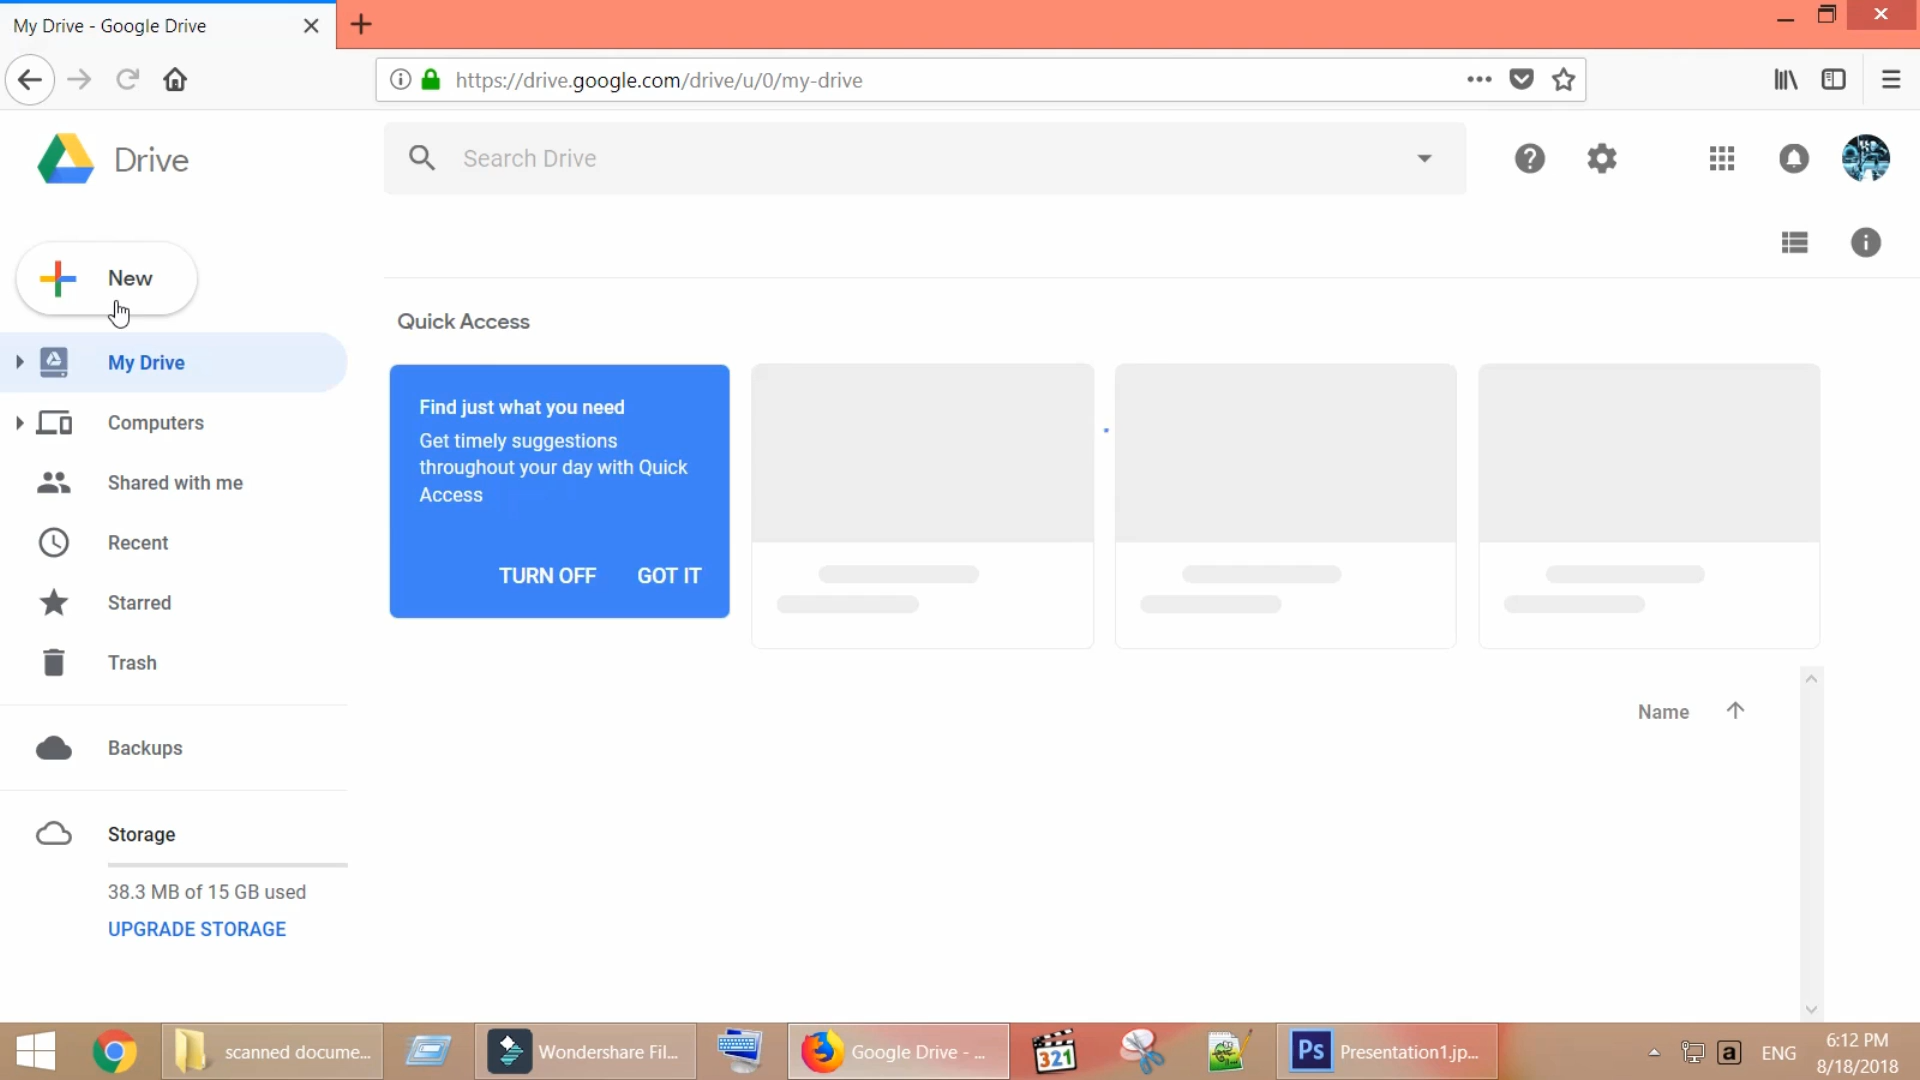 My Drive - Google Drive
https://drive.google.com/drive/u/0/my-drive
Drive
Search Drive
New
My Drive
Computers
Shared with me
Recent
Starred
Trash
Backups
Storage
38.3 MB of 15 GB used
UPGRADE STORAGE
Quick Access
Find just what you need
Get timely suggestions
throughout your day with Quick
Access
TURN OFF GOT IT
Name
scanned docume...
Wondershare Fil...
Google Drive - ...
321
Ps
Presentation1.jp...
a
ENG
6:12 PM
8/18/2018